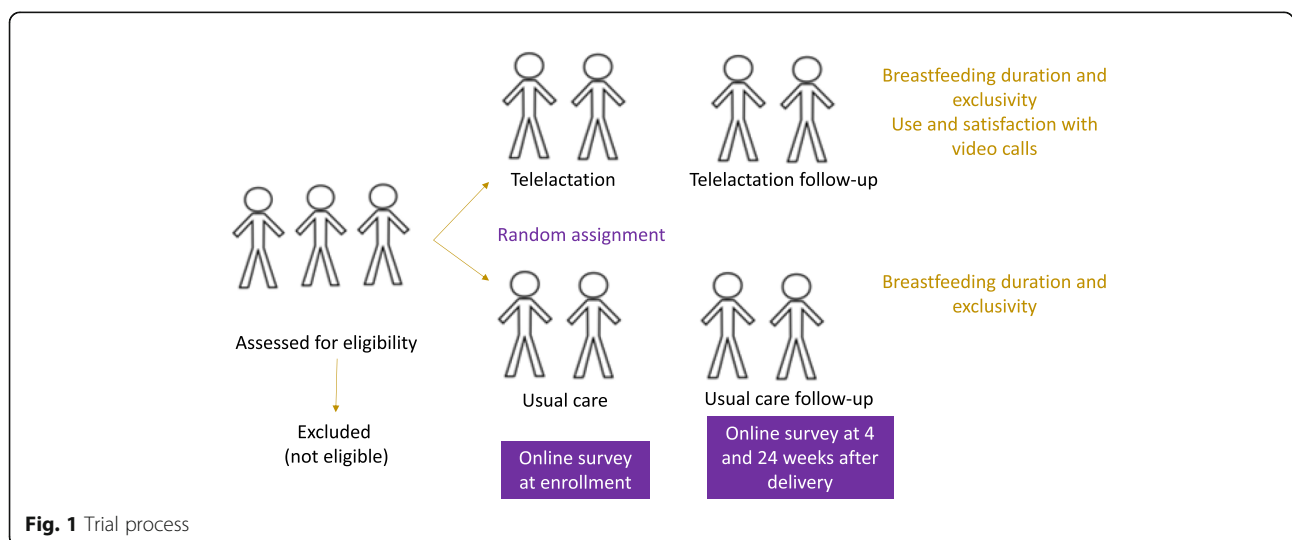 Breastfeeding duration and
exclusivity
Use and satisfaction with
video calls
Telelactation
Telelactation follow-up
Random assignment
Breastfeeding duration and
exclusivity
Assessed for eligibility
Usual care
Usual care follow-up
Excluded
(not eligible)
Online survey
at enrollment
Online survey at 4
and 24 weeks after
delivery
Fig. 1 Trial process